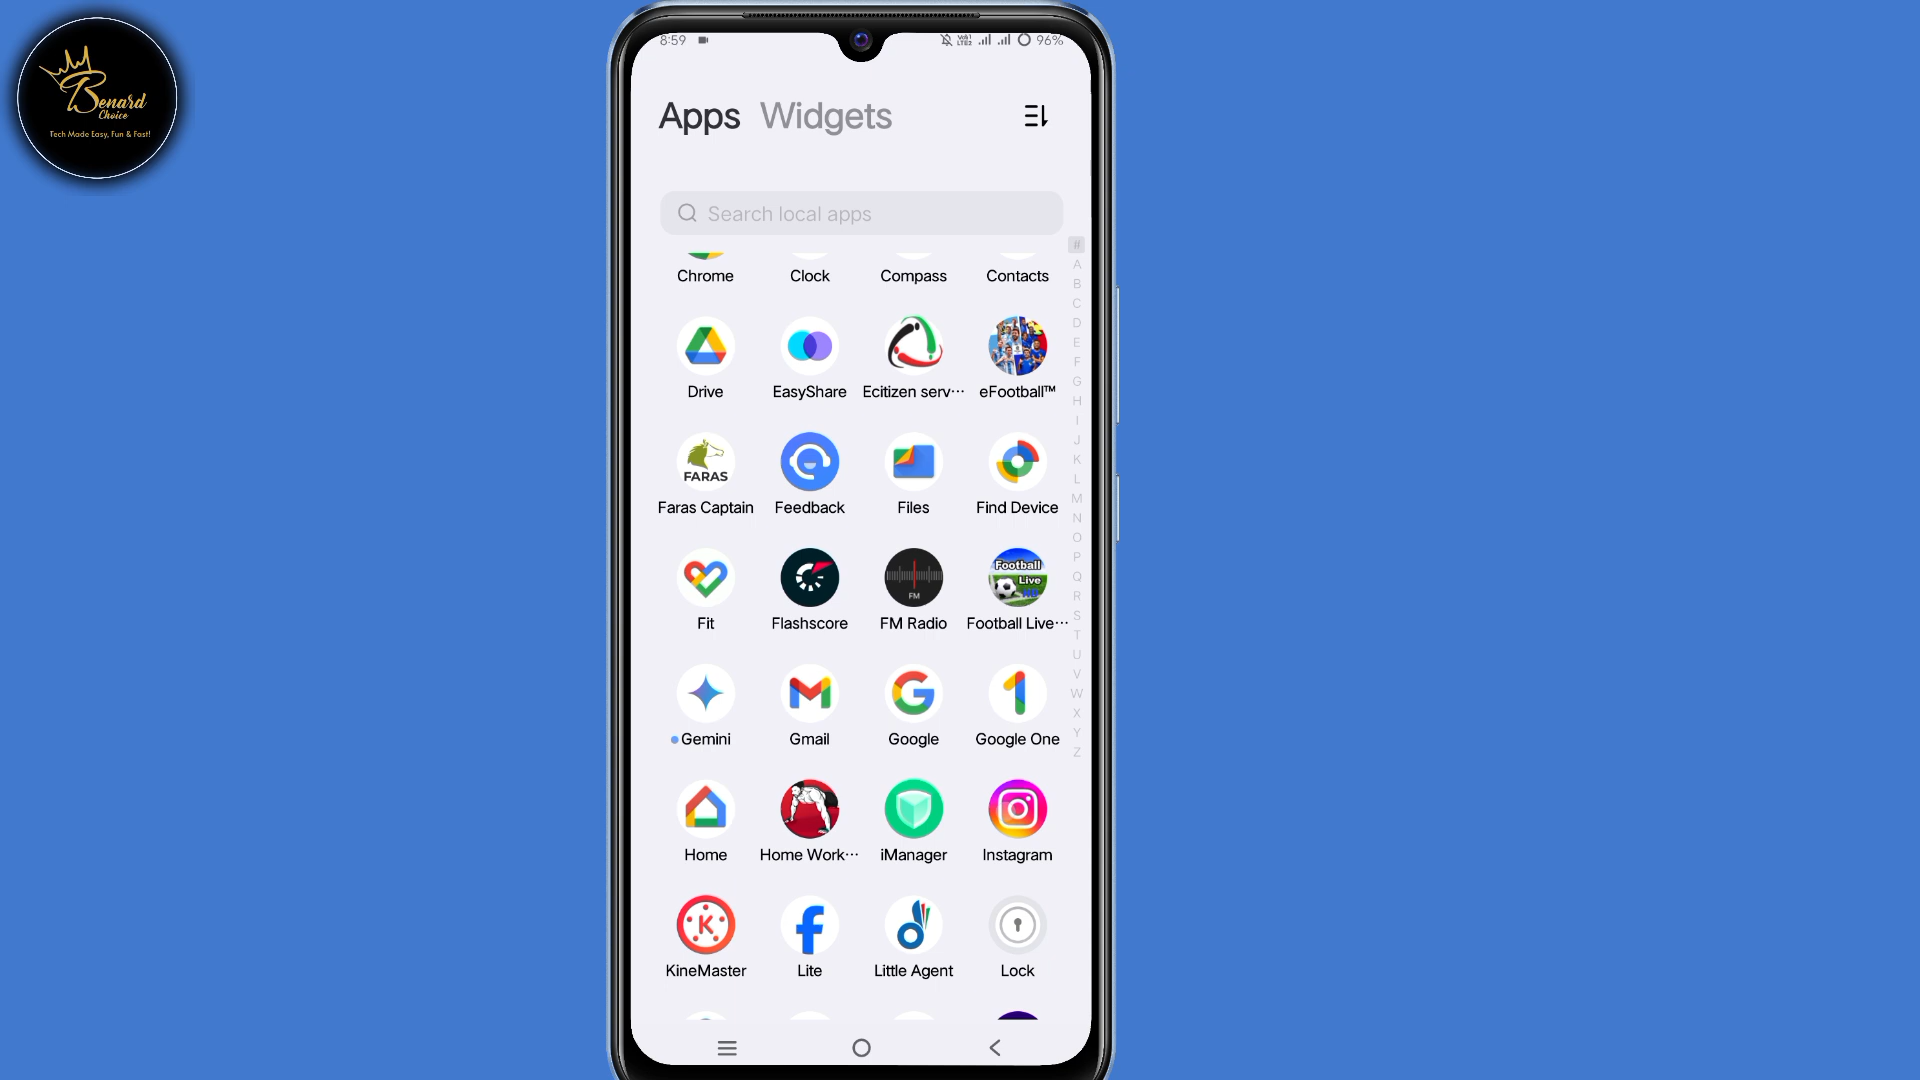 Benard
Choice
Tech Made Easy, Fun & Fast!
8:59
96%
Apps Widgets
Search local apps
#
A
B
C
D
E
F
G
H
I
J
K
L
M
N
O
P
Q
R
S
T
U
V
W
X
Y
Z
Chrome Clock Compass Contacts
Drive EasyShare Ecitizen serv··· eFootball™
FARAS
Faras Captain Feedback Files Find Device
FM
Football
Live
HD
Fit Flashscore FM Radio Football Live···
Gemini Gmail Google Google One
Home Home Work··· iManager Instagram
K
KineMaster Lite Little Agent Lock